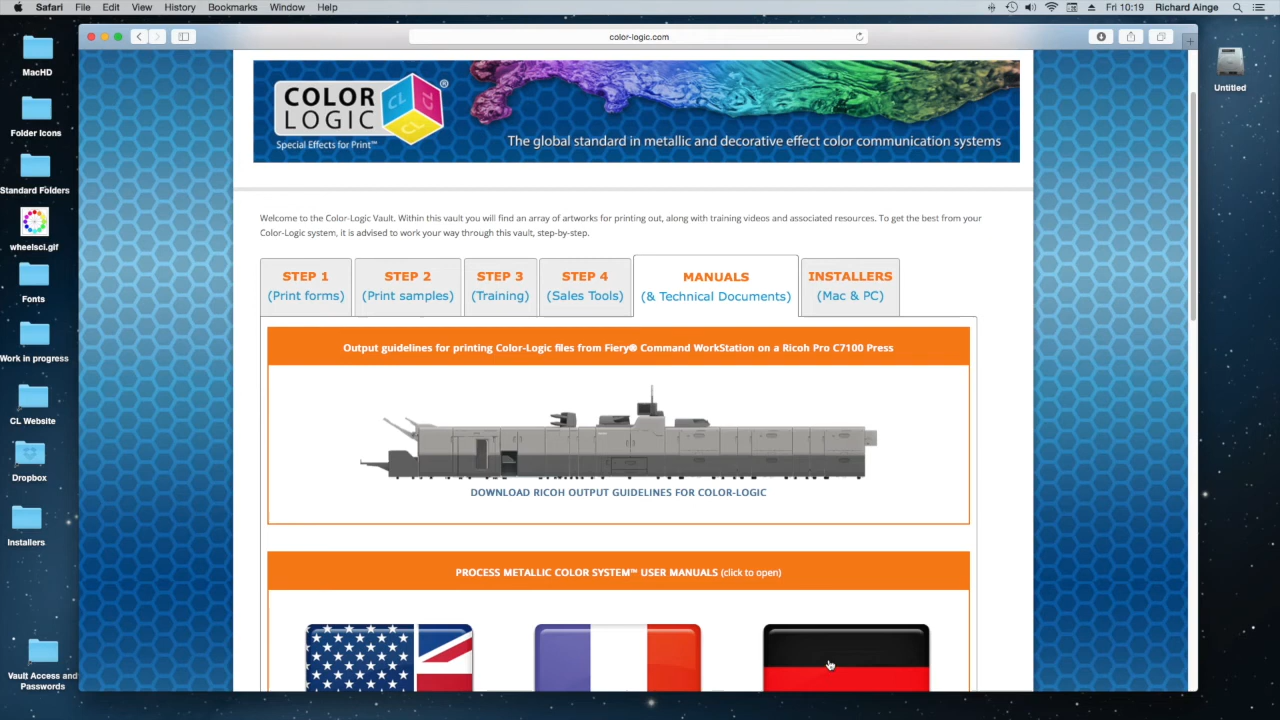 Safari File Edit View History Bookmarks Window Help
Fri 10:19 Richard Ainge
color-logic.com
MacHD
Folder Icons
Standard Folders
wheelsci.gif
Fonts
Work in progress
CL Website
Dropbox
Installers
Vault Access and
Passwords
Untitled
COLOR
LOGIC
CL CL CL
®
Special Effects for Print™
The global standard in metallic and decorative effect color communication systems
Welcome to the Color-Logic Vault. Within this vault you will find an array of artworks for printing out, along with training videos and associated resources. To get the best from your
Color-Logic system, it is advised to work your way through this vault, step-by-step.
STEP 1
(Print forms)
STEP 2
(Print samples)
STEP 3
(Training)
STEP 4
(Sales Tools)
MANUALS
(& Technical Documents)
INSTALLERS
(Mac & PC)
Output guidelines for printing Color-Logic files from Fiery® Command WorkStation on a Ricoh Pro C7100 Press
DOWNLOAD RICOH OUTPUT GUIDELINES FOR COLOR-LOGIC
PROCESS METALLIC COLOR SYSTEM™ USER MANUALS (click to open)